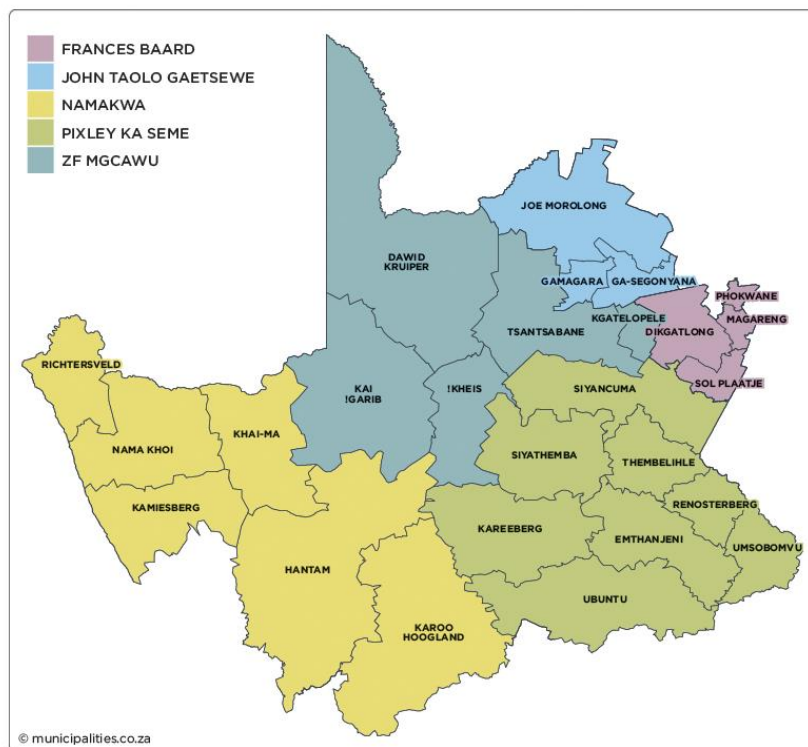 FRANCES BAARD
JOHN TAOLO GAETSEWE
NAMAKWA
PIXLEY KA SEME
ZF MGCAWU
JOE MOROLONG
DAWID
KRUIPER
GAMAGARA
GA-SEGONYANA
PHOKWANE
KGATELOPELE
MAGARENG
TSANTSABANE
DIKGATLONG
RICHTERSVELD
SOL PLAATJE
KAI
!GARIB
!KHEIS
SIYANCUMA
KHAI-MA
NAMA KHOI
SIYATHEMBA
THEMBELIHLE
KAMIESBERG
RENOSTERBERG
KAREEBERG
EMTHANJENI
UMSOBOMVU
HANTAM
UBUNTU
KAROO
HOOGLAND
© municipalities.co.za